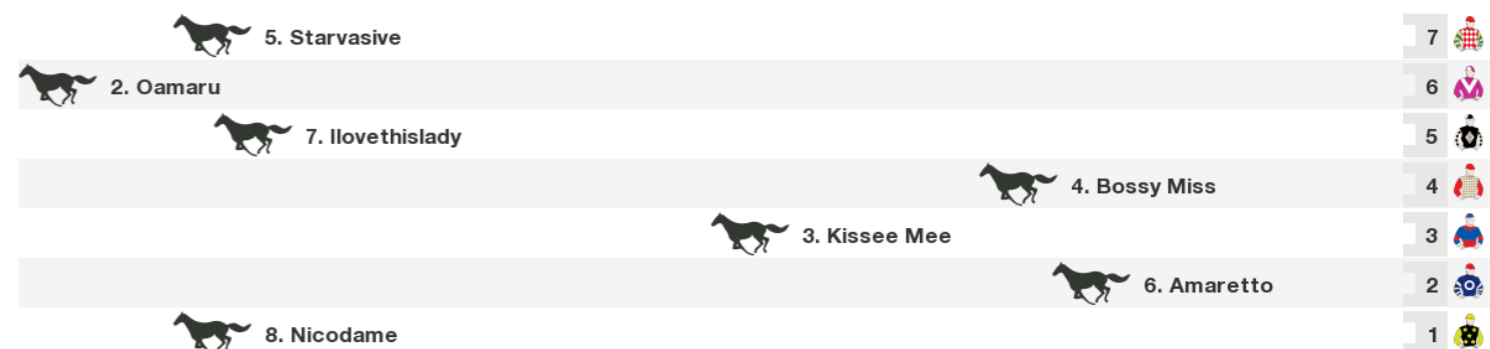 5. Starvasive 7
2. Oamaru 6
7. Ilovethislady 5
4. Bossy Miss 4
3. Kissee Mee 3
6. Amaretto 2
8. Nicodame 1